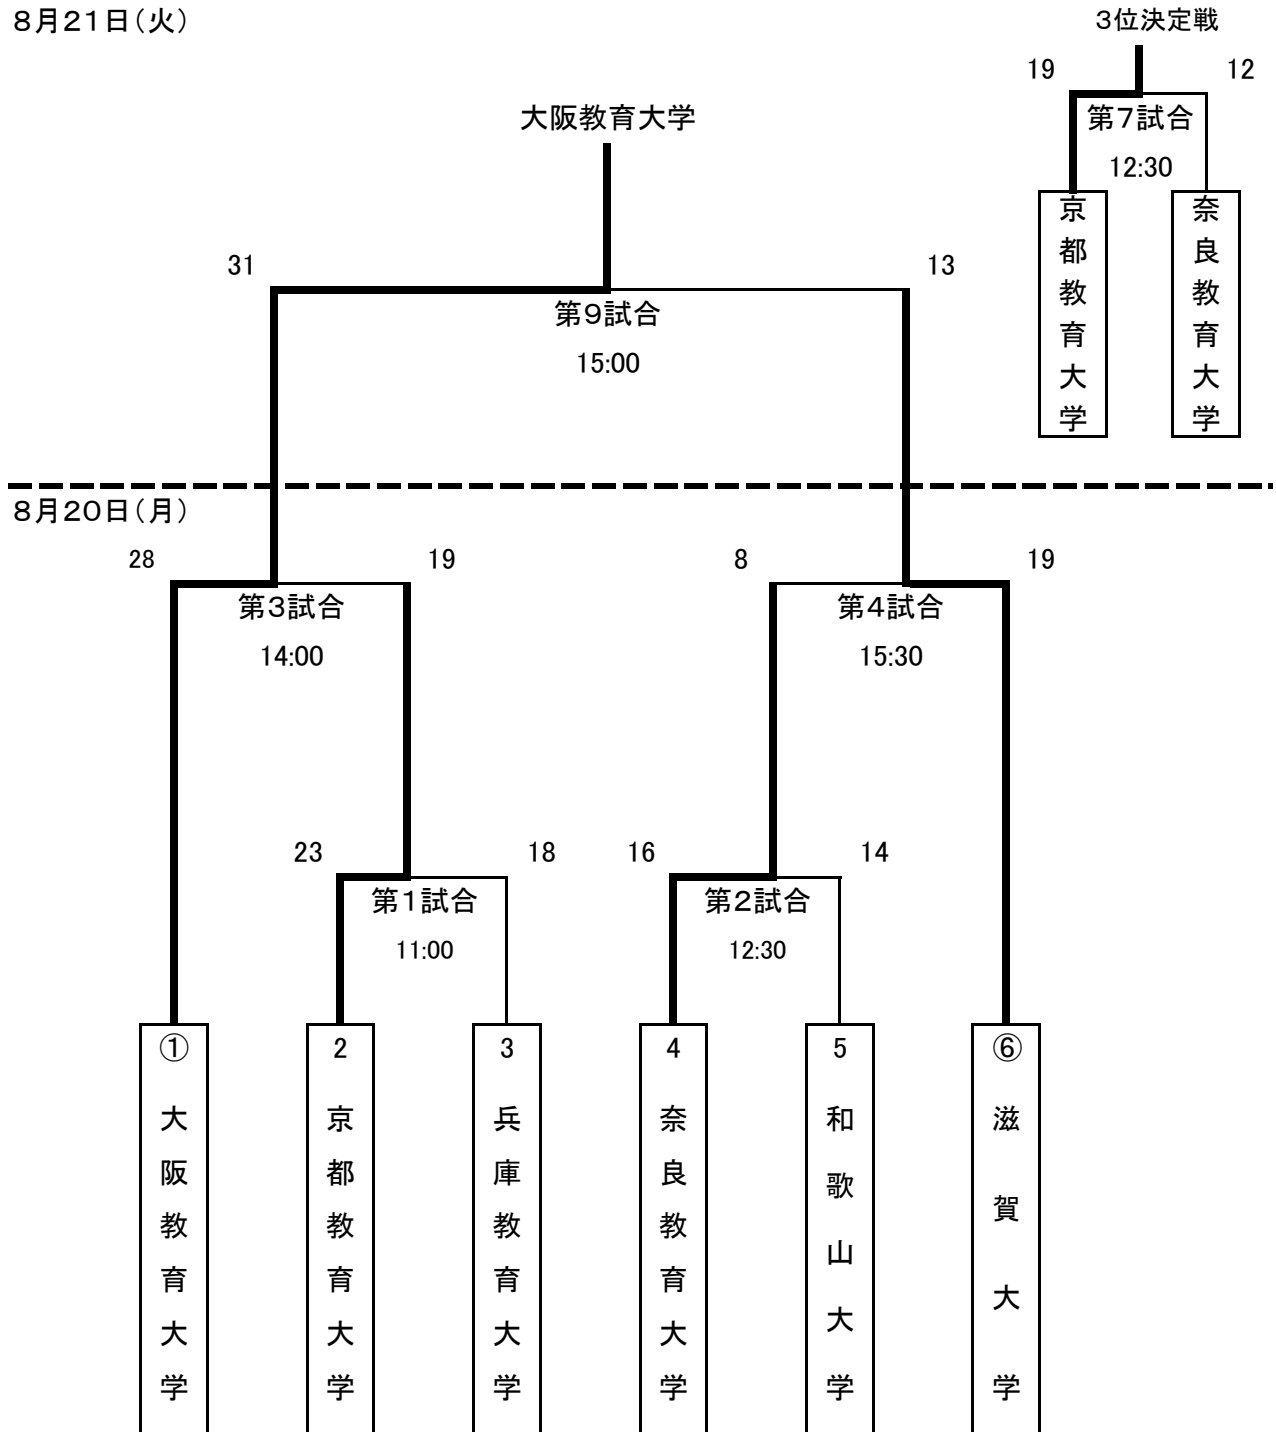 8月21日（火）
3位決定戦
19
12
大阪教育大学
第7試合
12:30
京都教育大学
奈良教育大学
31
13
第9試合
15:00
8月20日（月）
28
19
8
19
第3試合
第4試合
14:00
15:30
23
18
16
14
第1試合
第2試合
11:00
12:30
①
2
3
4
5
⑥
大阪教育大学
京都教育大学
兵庫教育大学
奈良教育大学
和歌山大学
滋賀大学